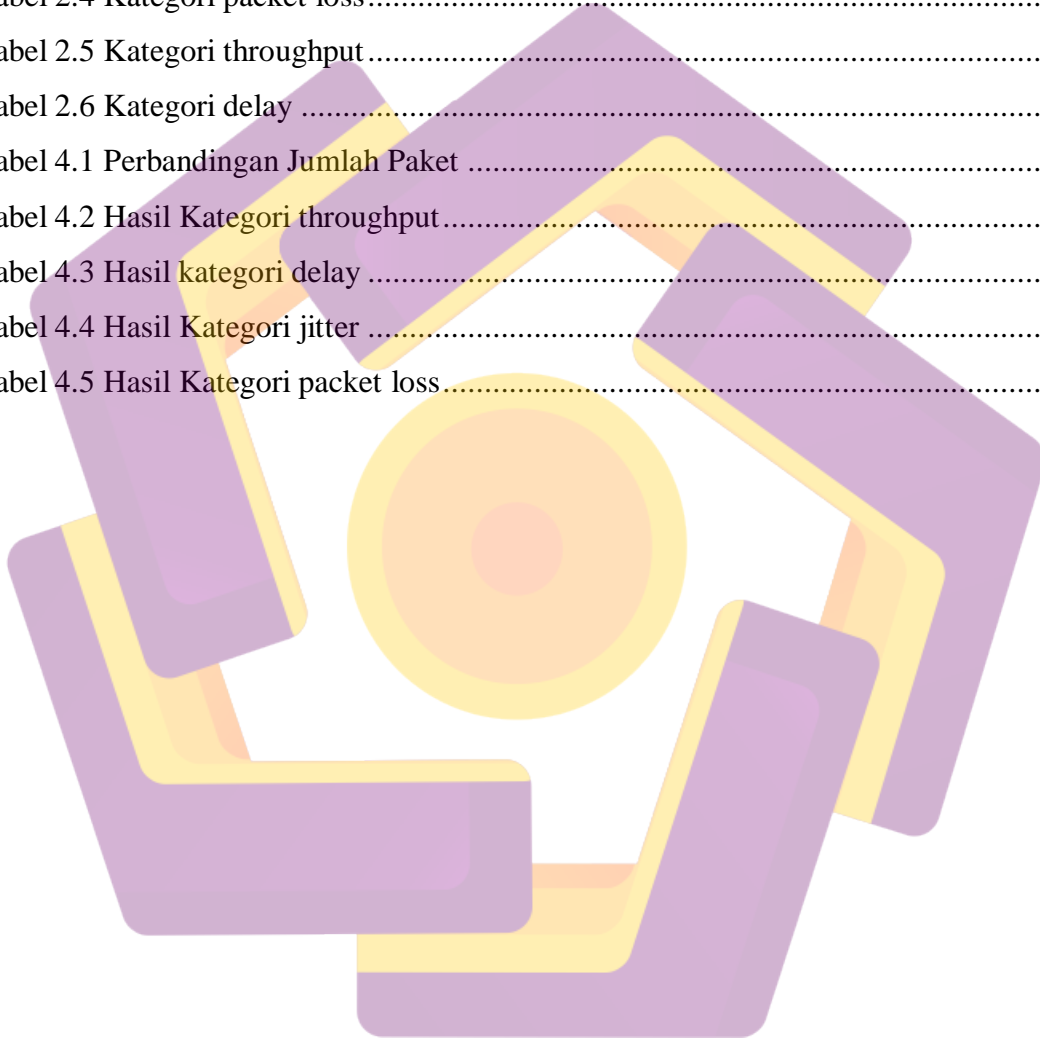 abel 2.4 Kategori packet loss
abel 2.5 Kategori throughput
abel 2.6 Kategori delay
abel 4.1 Perbandingan Jumlah Paket
abel 4.2 Hasil Kategori throughput
abel 4.3 Hasil kategori delay
abel 4.4 Hasil Kategori jitter
abel 4.5 Hasil Kategori packet loss